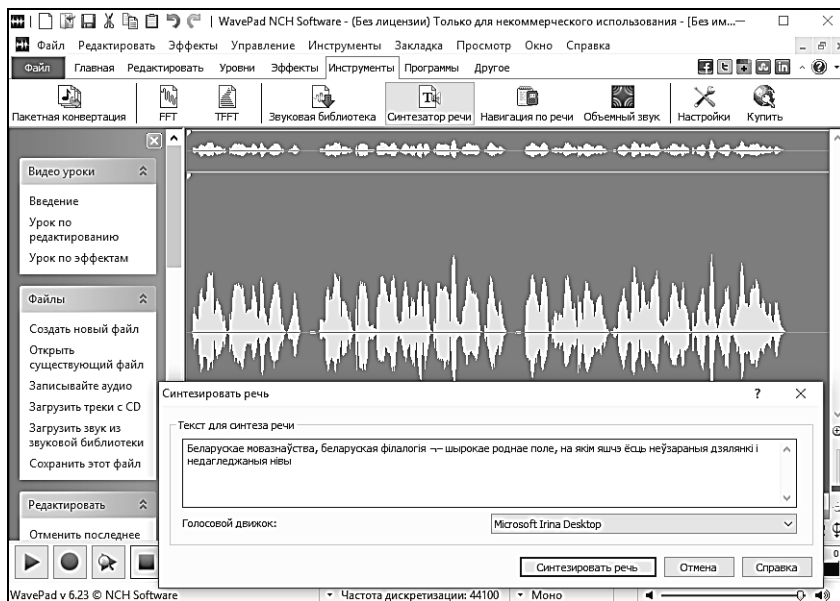 WavePad NCH Software - (Без лицензии) Только для некоммерческого использования - [Без им...
Файл Редактировать Эффекты Управление Инструменты Закладка Просмотр Окно Справка
Файл Главная Редактировать Уровни Эффекты Инструменты Программы Другое
Пакетная конвертация FFT TFFT Звуковая библиотека Синтезатор речи Навигация по речи Объемный звук Настройки Купить
Видео уроки
Введение
Урок по
редактированию
Урок по эффектам
Файлы
Создать новый файл
Открыть
существующий файл
Записывайте аудио
Загрузить треки с CD
Загрузить звук из
звуковой библиотеки
Сохранить этот файл
Редактировать
Отменить последнее
Синтезировать речь
Текст для синтеза речи
Беларускае мовазнаўства, беларуская філалогія ¬– шырокае роднае поле, на якім яшчэ ёсць неўзараныя дзялянкі і
недагледжаныя нівы
Голосовой движок: Microsoft Irina Desktop
Синтезировать речь Отмена Справка
WavePad v 6.23 © NCH Software Частота дискретизации: 44100 Моно